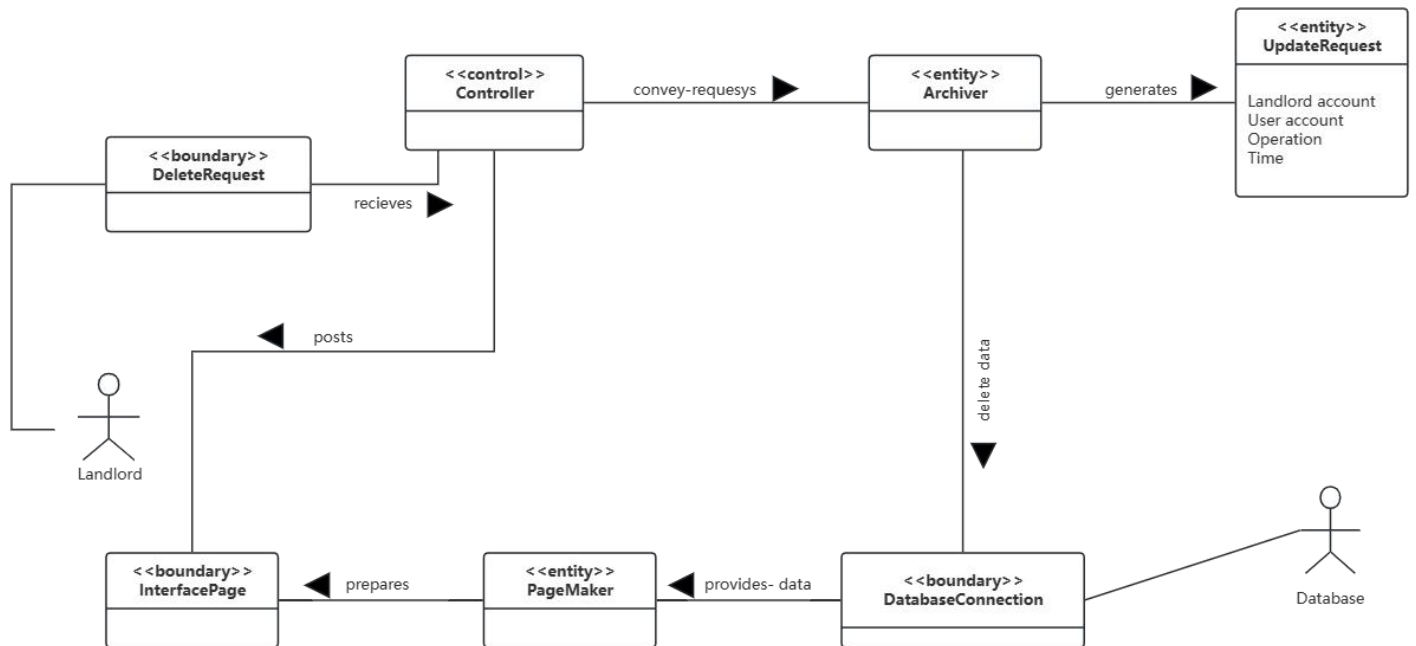 <<entity>>
UpdateRequest
Landlord account
User account
Operation
Time
<<control>>
Controller
convey-requesys
<<entity>>
Archiver
generates
<<boundary>>
DeleteRequest
recieves
posts
delete data
Landlord
<<boundary>>
InterfacePage
prepares
<<entity>>
PageMaker
provides- data
<<boundary>>
DatabaseConnection
Database